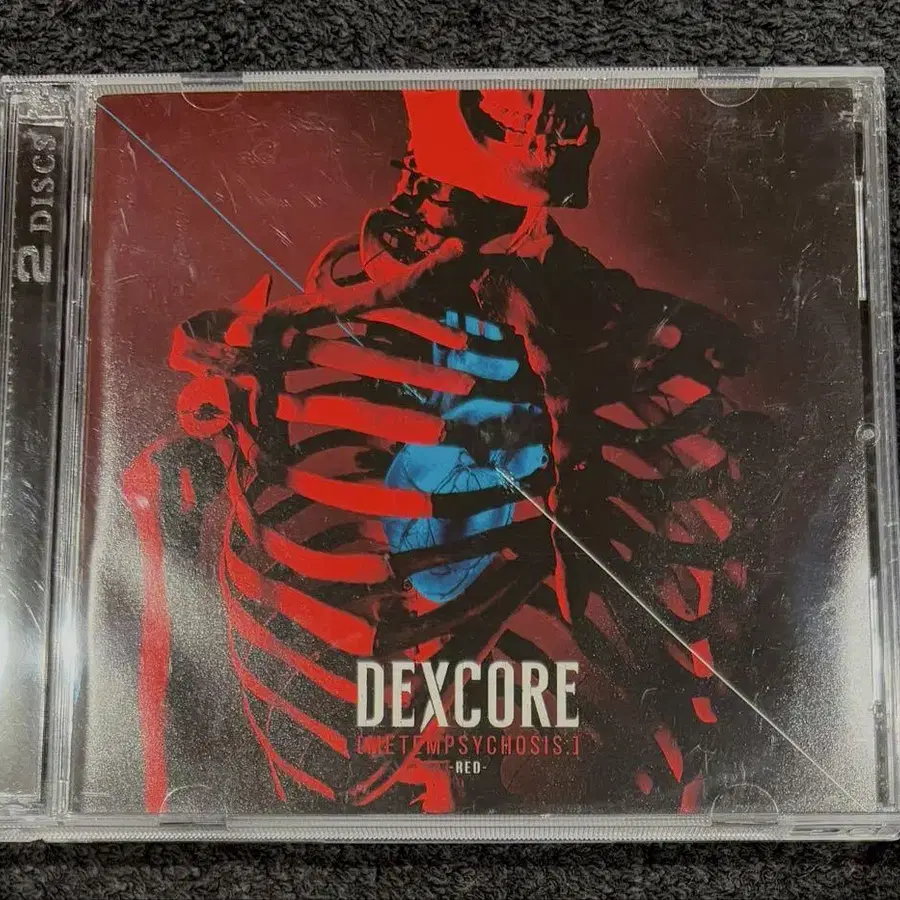 2 DISCS
DEXCORE
[METEMPSYCHOSIS.]
-RED-